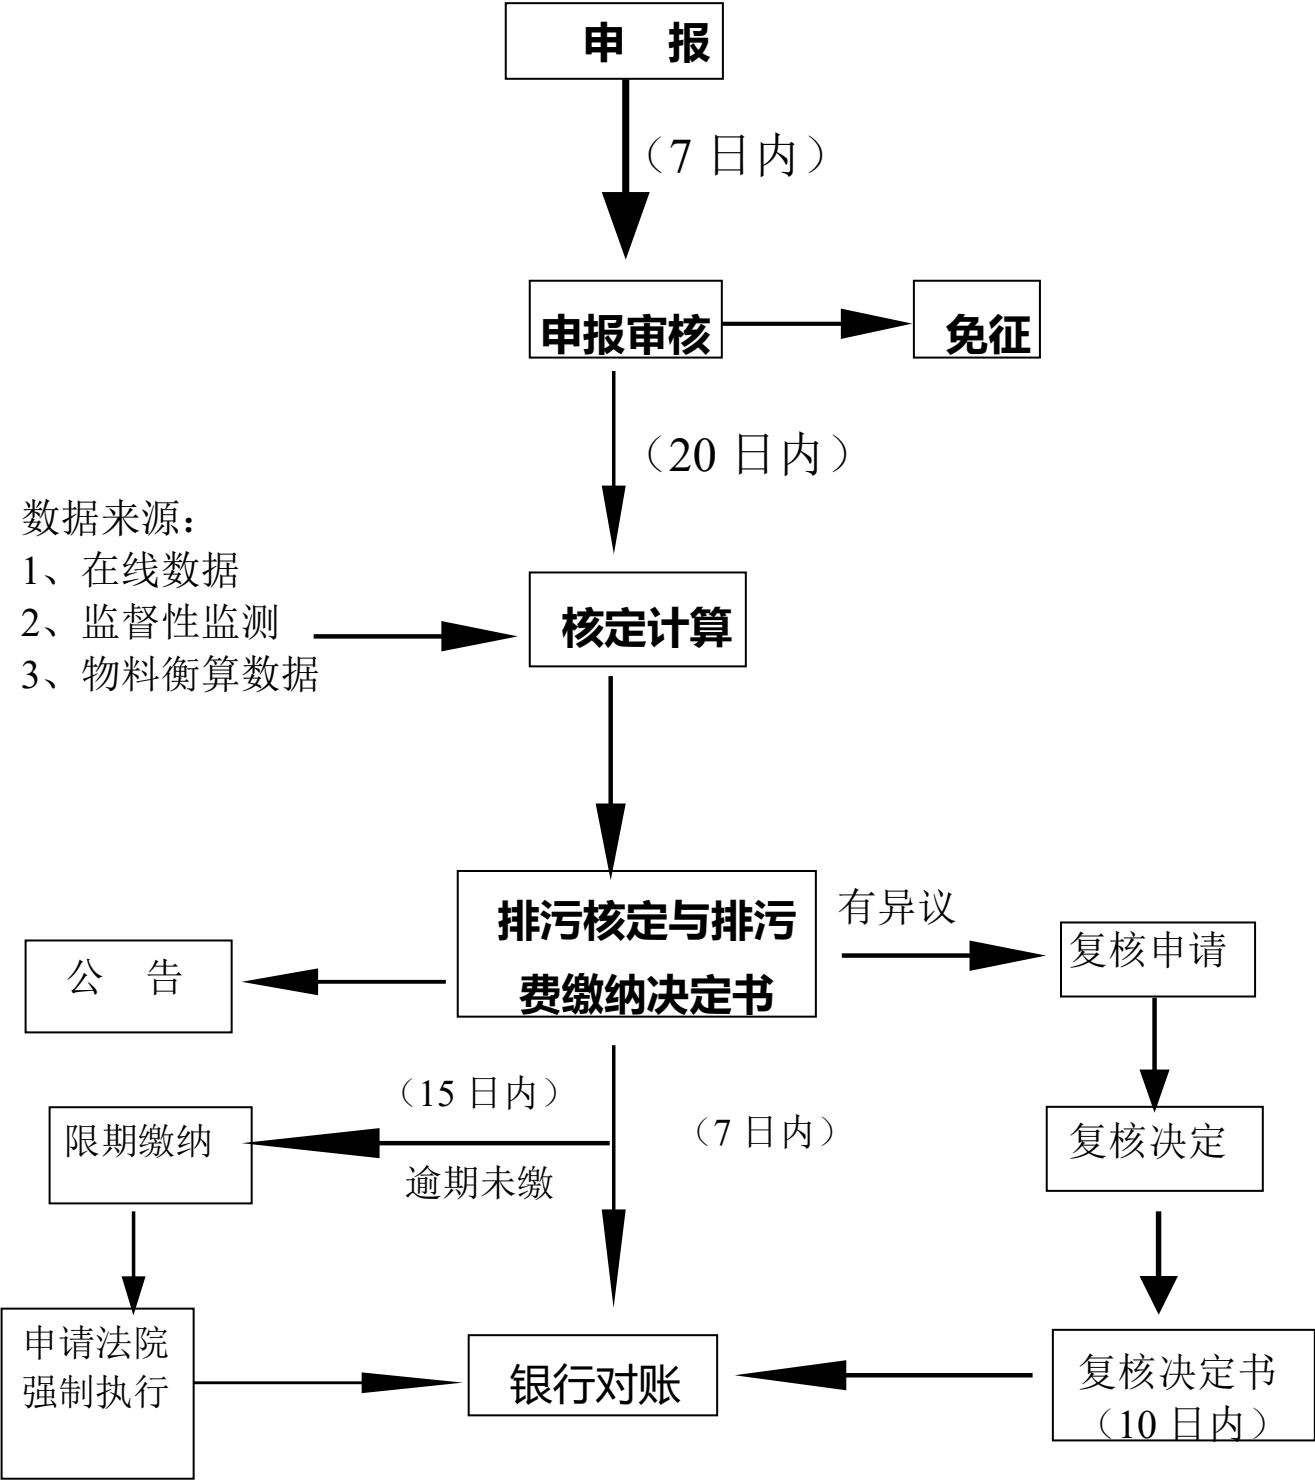 申　报
（7 日内）
申报审核
免征
（20 日内）
数据来源：
1、在线数据
2、监督性监测
3、物料衡算数据
核定计算
排污核定与排污
费缴纳决定书
有异议
复核申请
公　告
（15 日内）
（7 日内）
限期缴纳
逾期未缴
复核决定
申请法院
强制执行
银行对账
复核决定书
（10 日内）